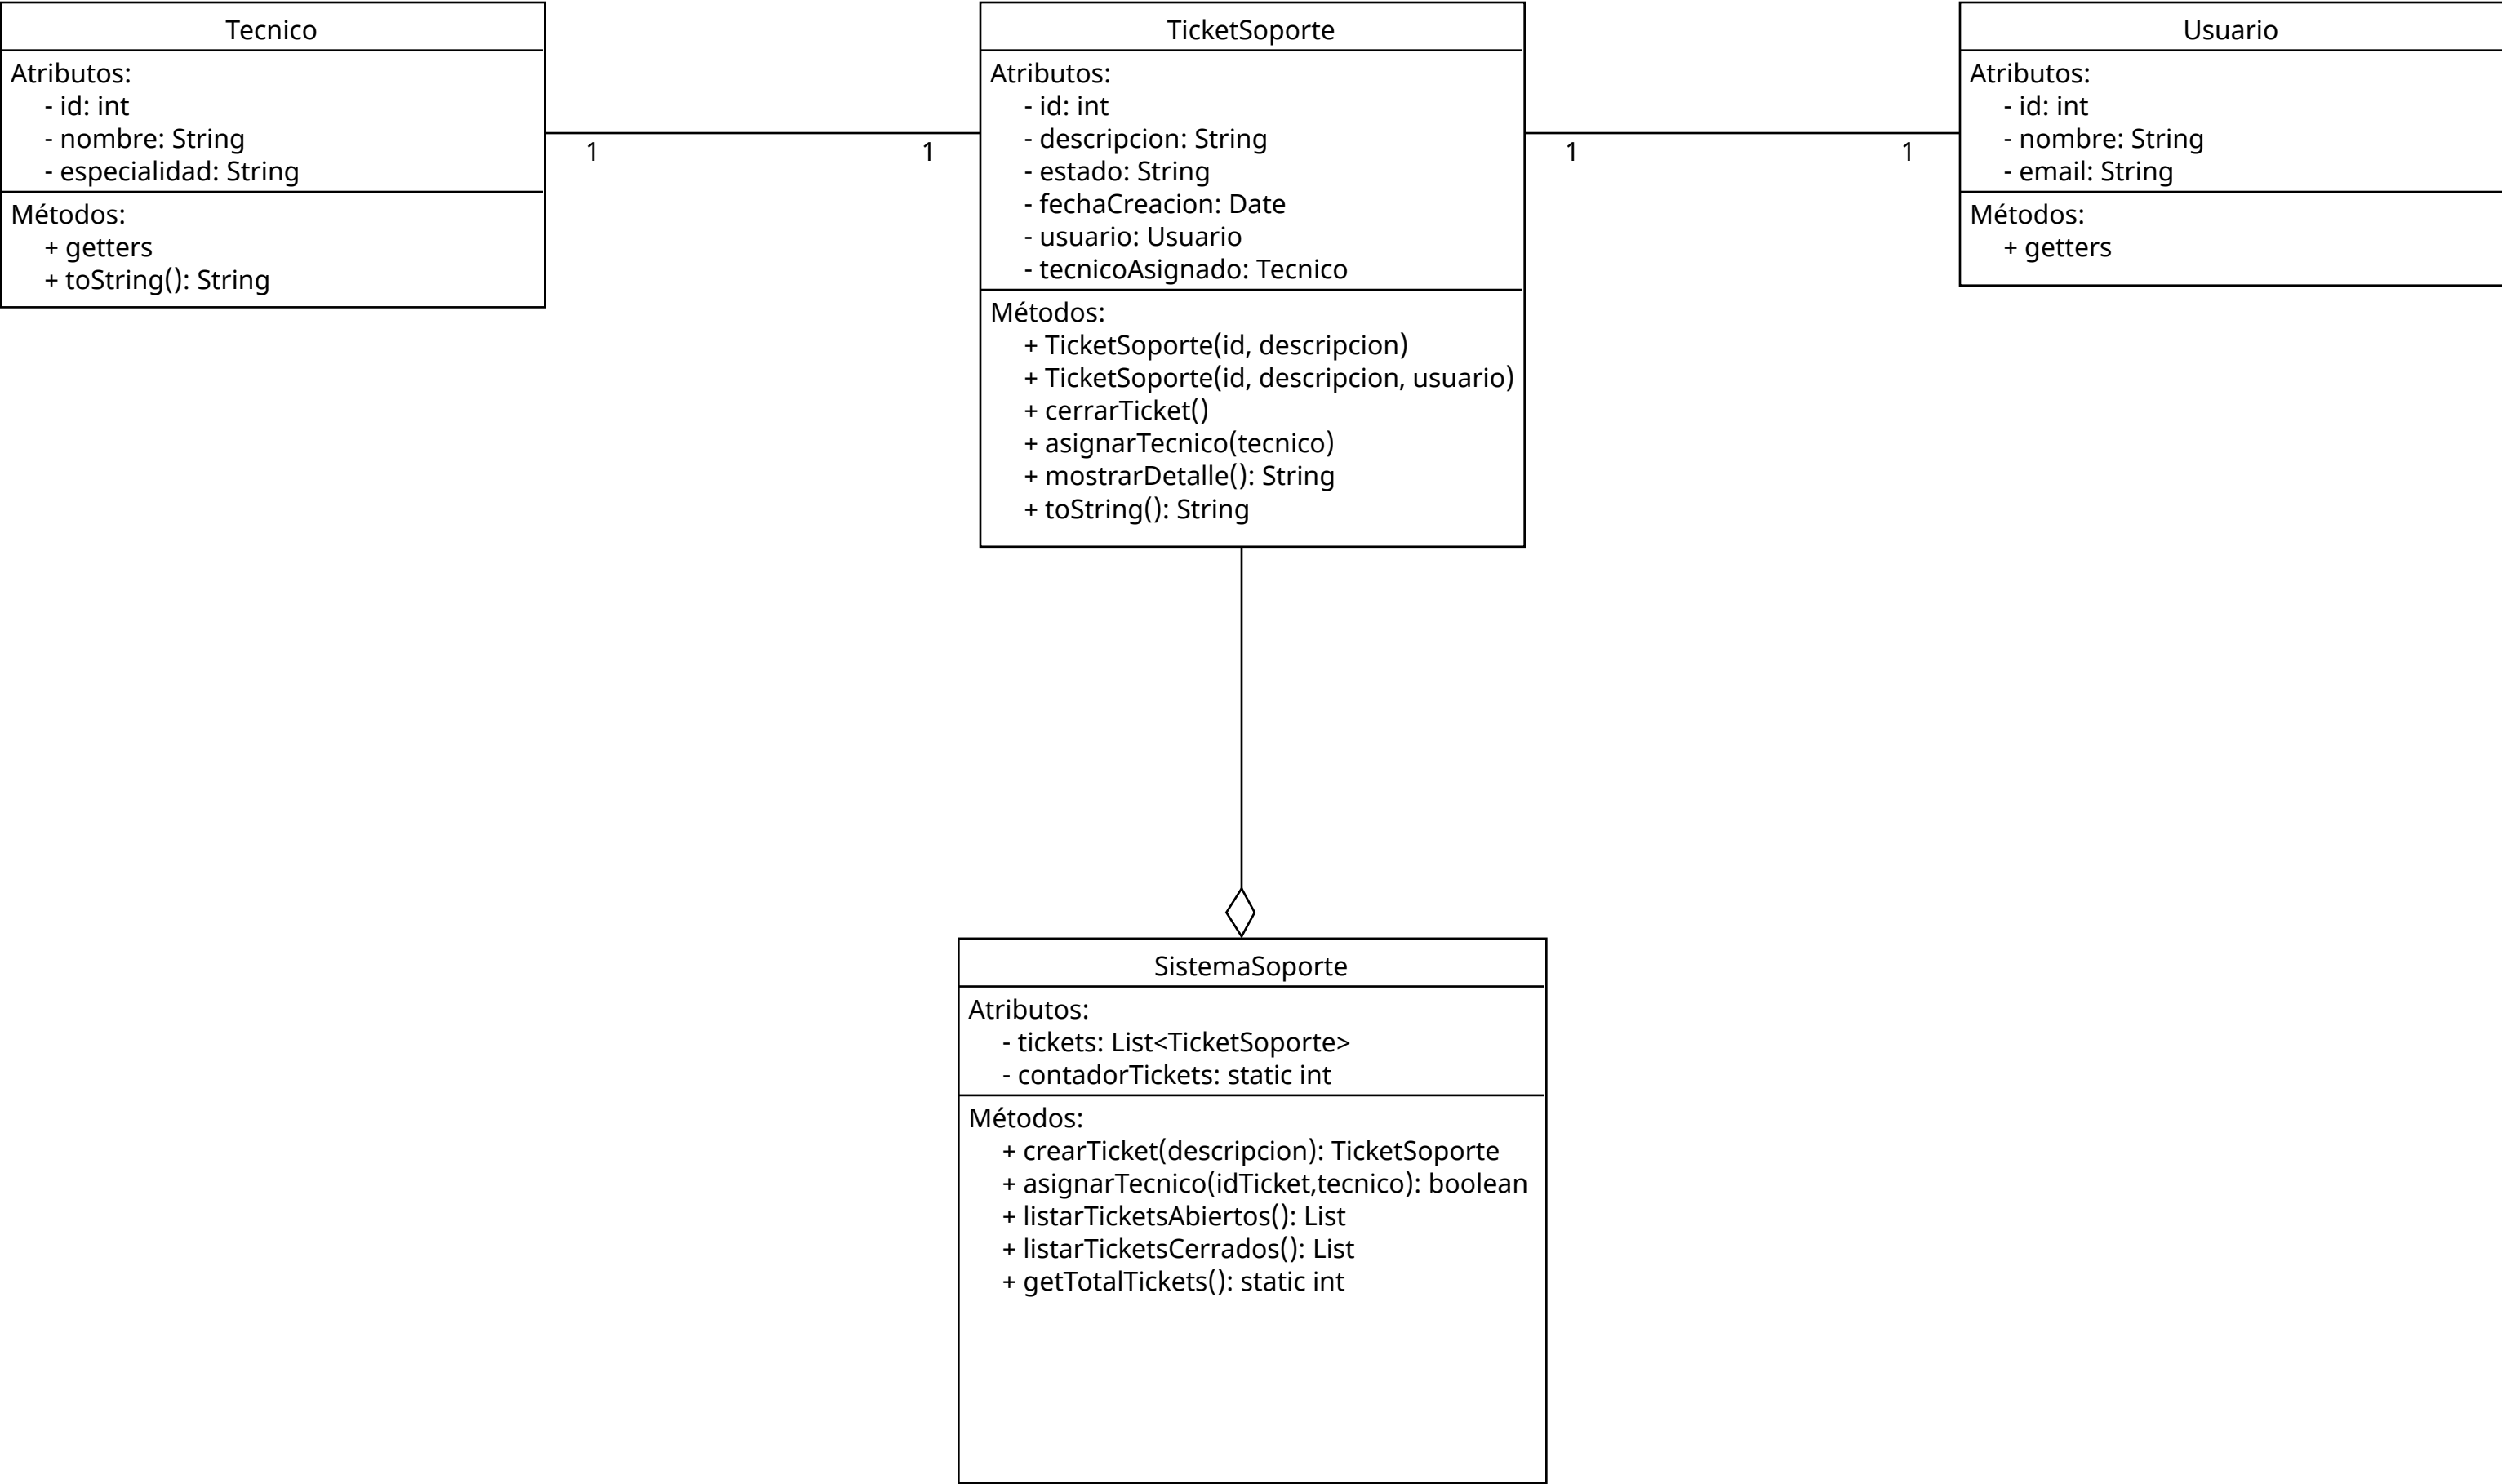 Tecnico
Atributos:
- id: int
- nombre: String
- especialidad: String
Métodos:
+ getters
+ toString(): String
1
1
TicketSoporte
Atributos:
- id: int
- descripcion: String
- estado: String
- fechaCreacion: Date
- usuario: Usuario
- tecnicoAsignado: Tecnico
Métodos:
+ TicketSoporte(id, descripcion)
+ TicketSoporte(id, descripcion, usuario)
+ cerrarTicket()
+ asignarTecnico(tecnico)
+ mostrarDetalle(): String
+ toString(): String
1
1
Usuario
Atributos:
- id: int
- nombre: String
- email: String
Métodos:
+ getters
SistemaSoporte
Atributos:
- tickets: List<TicketSoporte>
- contadorTickets: static int
Métodos:
+ crearTicket(descripcion): TicketSoporte
+ asignarTecnico(idTicket,tecnico): boolean
+ listarTicketsAbiertos(): List
+ listarTicketsCerrados(): List
+ getTotalTickets(): static int